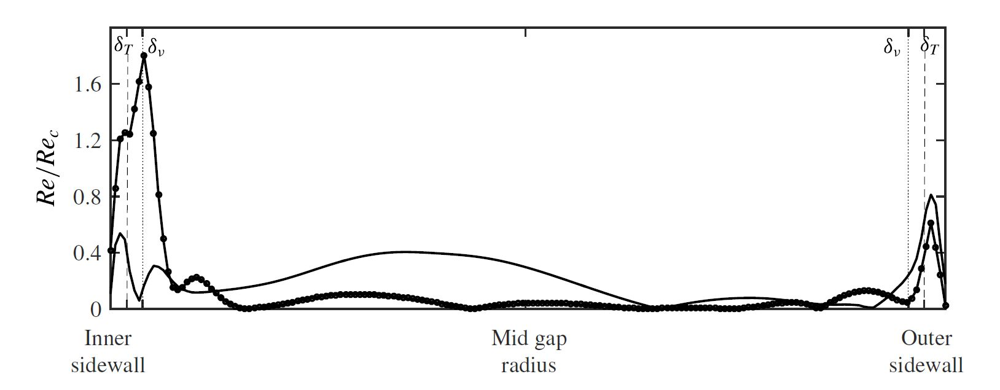 δT δν δν δT
1.6
1.2
0.8
0.4
0
Re/Rec
Inner sidewall
Mid gap radius
Outer sidewall